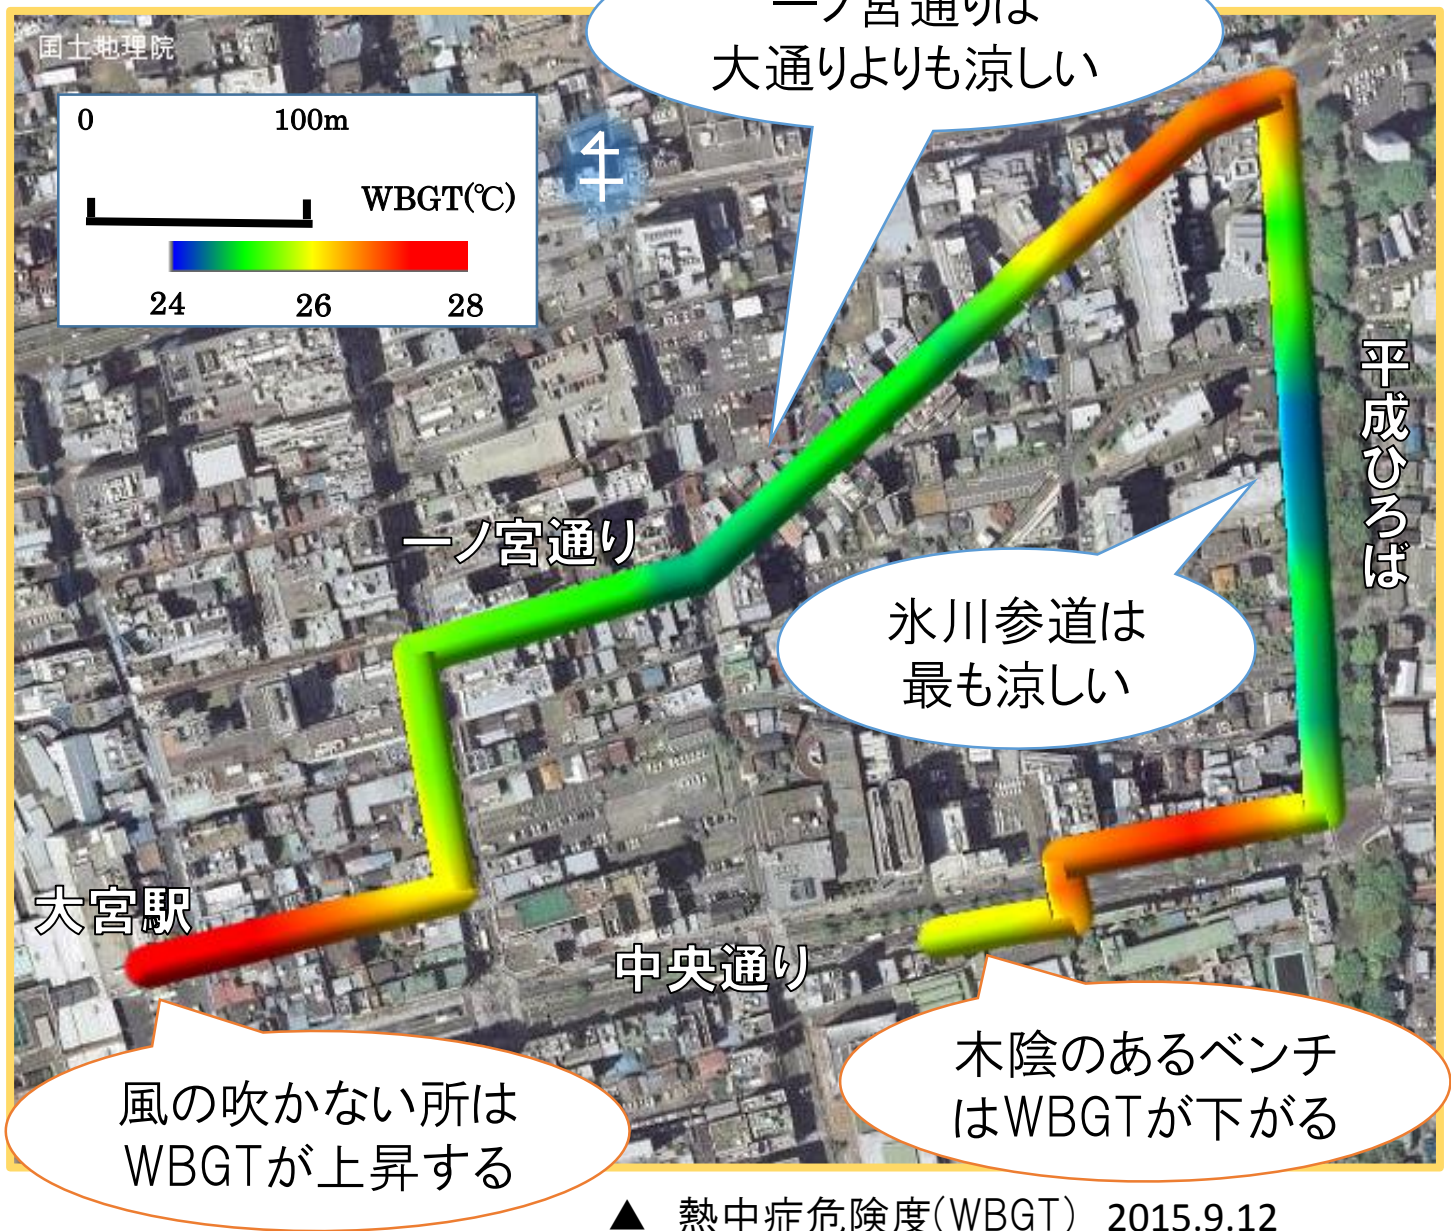 一ノ宮通りは
大通りよりも涼しい
国土地理院
0 100m
WBGT(℃)
24 26 28
平成ひろば
一ノ宮通り
氷川参道は
最も涼しい
大宮駅
中央通り
木陰のあるベンチ
はWBGTが下がる
風の吹かない所は
WBGTが上昇する
▲ 熱中症危険度(WBGT) 2015.9.12